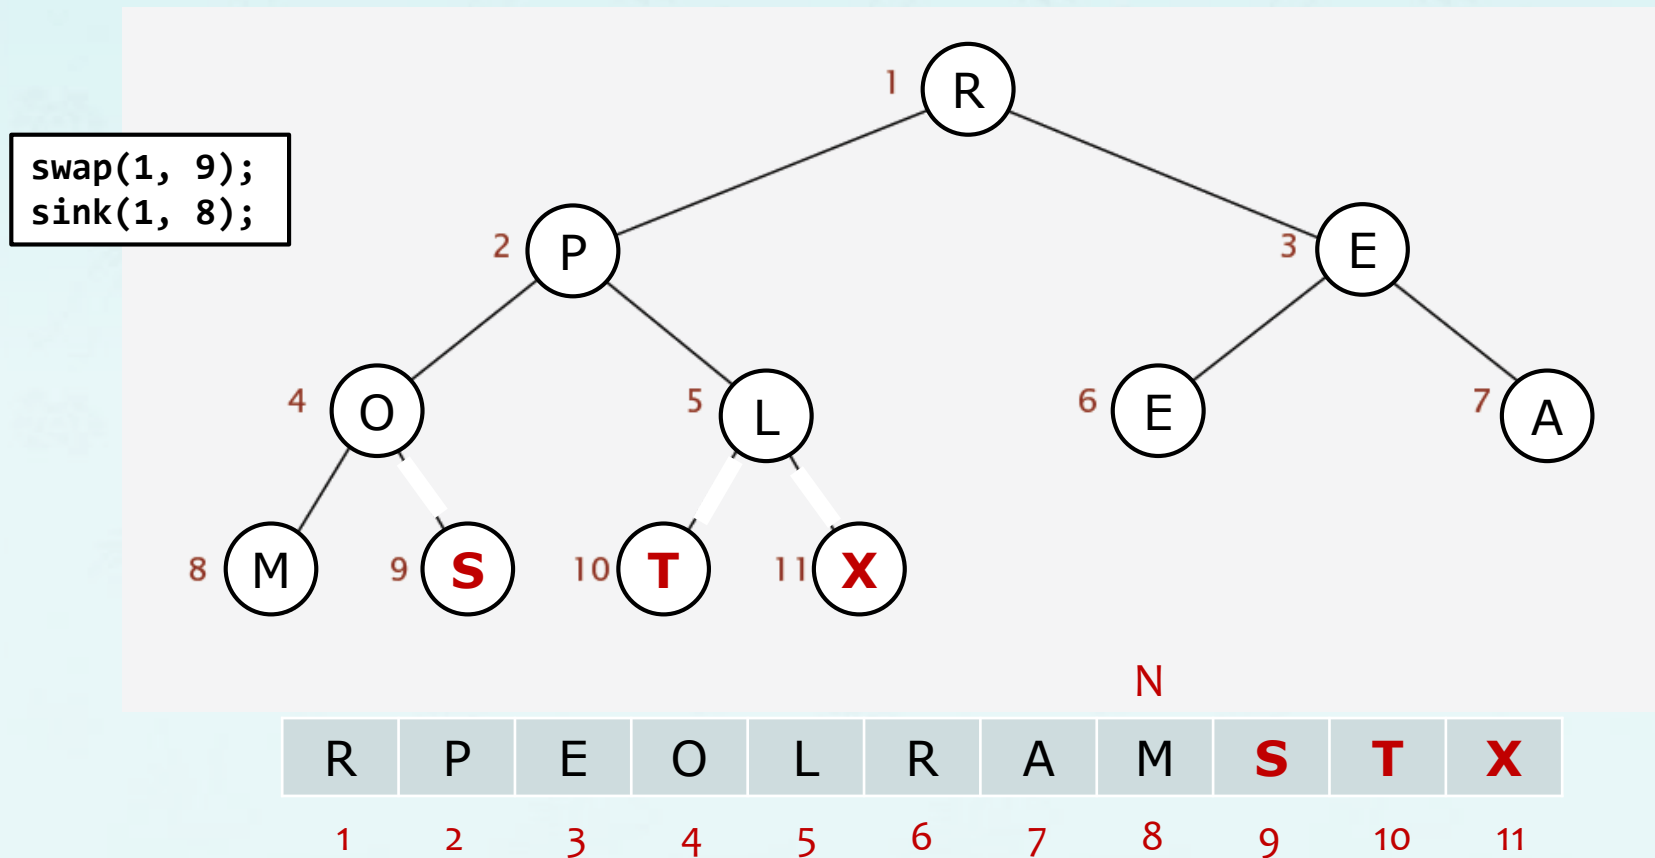 1 R
swap(1, 9);
sink(1, 8);
2 P 3 E
4 O 5 L 6 E 7 A
8 M 9 S 10 T 11 X
N
R P E O L R A M S T X
1 2 3 4 5 6 7 8 9 10 11